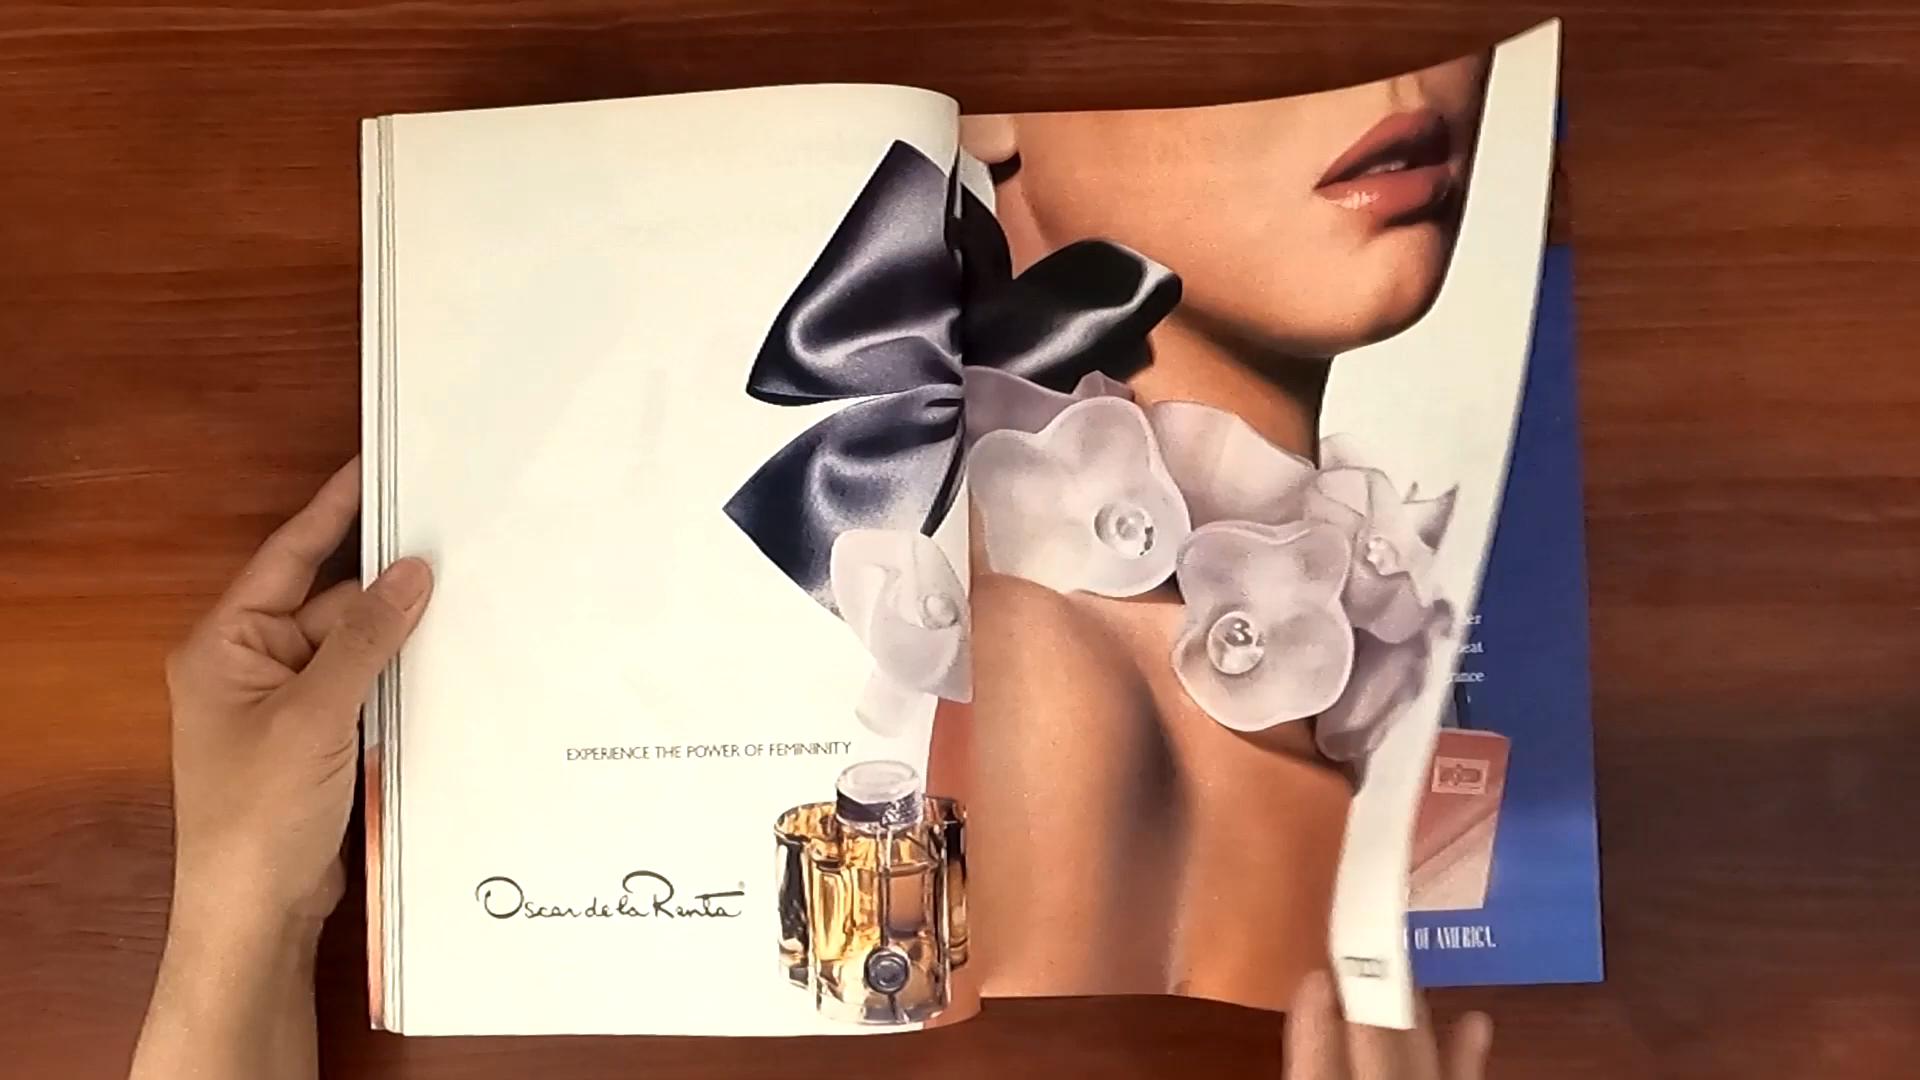 EXPERIENCE THE POWER OF FEMININITY
Oscar de la Renta
OF AMERICA.